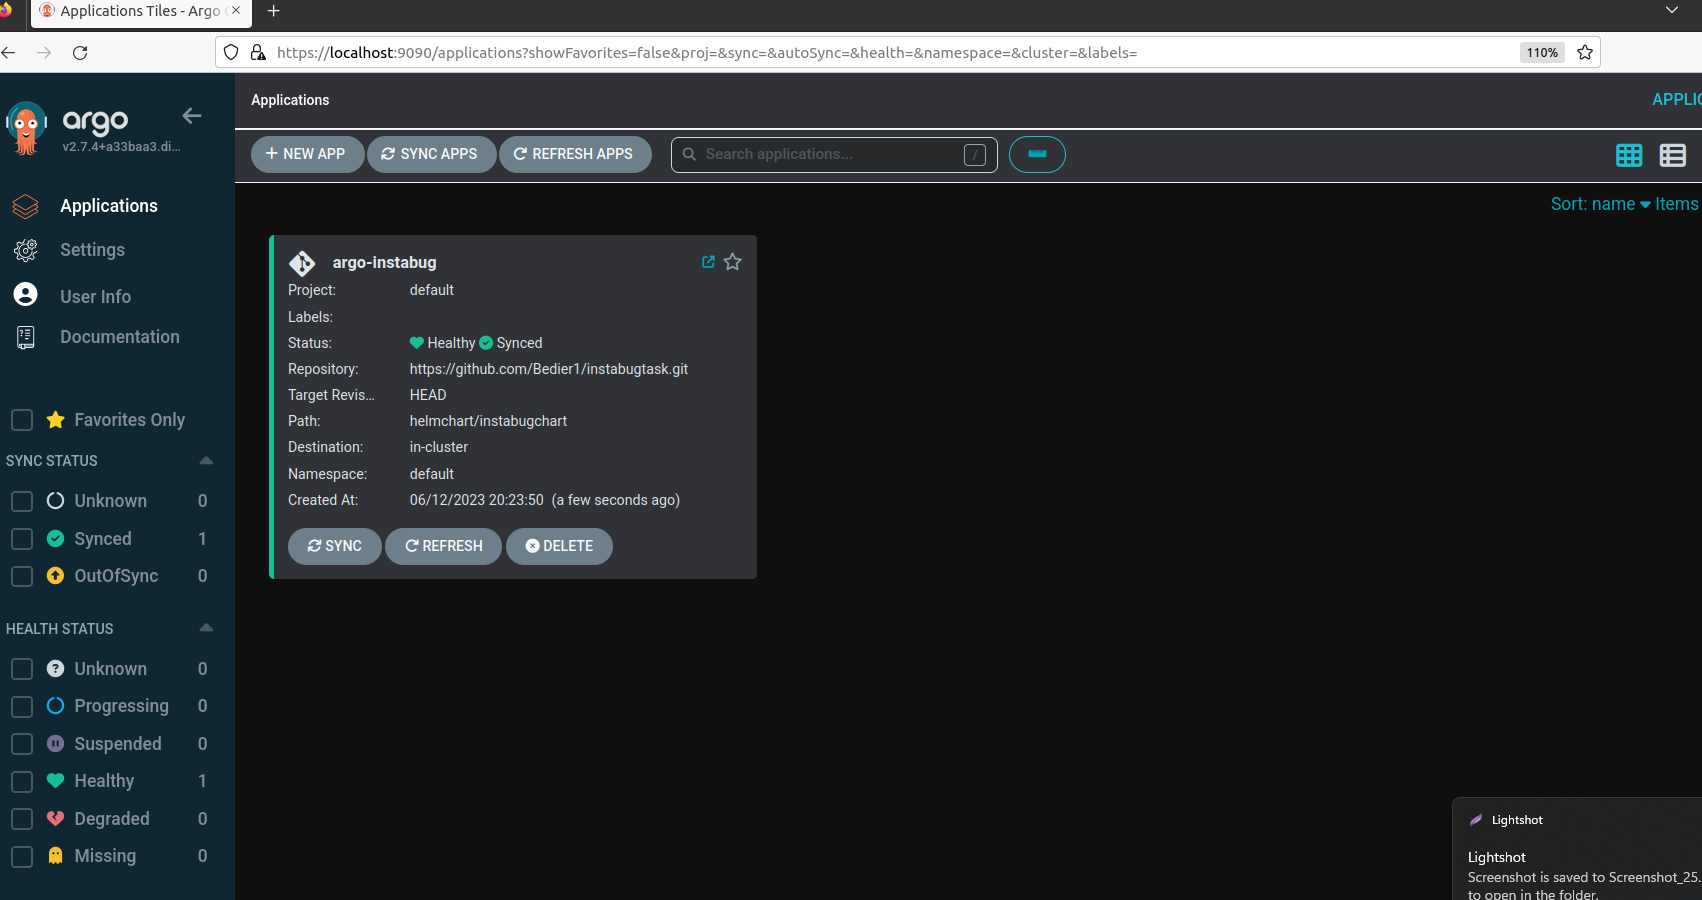 Applications Tiles - Argo
https://localhost:9090/applications?showFavorites=false&proj=&sync=&autoSync=&health=&namespace=&cluster=&labels=
110%
argo
v2.7.4+a33baa3.di...
Applications
Settings
User Info
Documentation
Favorites Only
SYNC STATUS
Unknown 0
Synced 1
OutOfSync 0
HEALTH STATUS
Unknown 0
Progressing 0
Suspended 0
Healthy 1
Degraded 0
Missing 0
Applications
APPLIC
NEW APP
SYNC APPS
REFRESH APPS
Search applications...
/
Sort: name Items
argo-instabug
Project: default
Labels:
Status: Healthy Synced
Repository: https://github.com/Bedier1/instabugtask.git
Target Revis... HEAD
Path: helmchart/instabugchart
Destination: in-cluster
Namespace: default
Created At: 06/12/2023 20:23:50 (a few seconds ago)
SYNC REFRESH DELETE
Lightshot
Lightshot
Screenshot is saved to Screenshot_25.
to open in the folder.